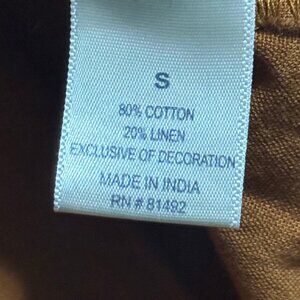 S
80% COTTON
20% LINEN
EXCLUSIVE OF DECORATION
MADE IN INDIA
RN # 81492